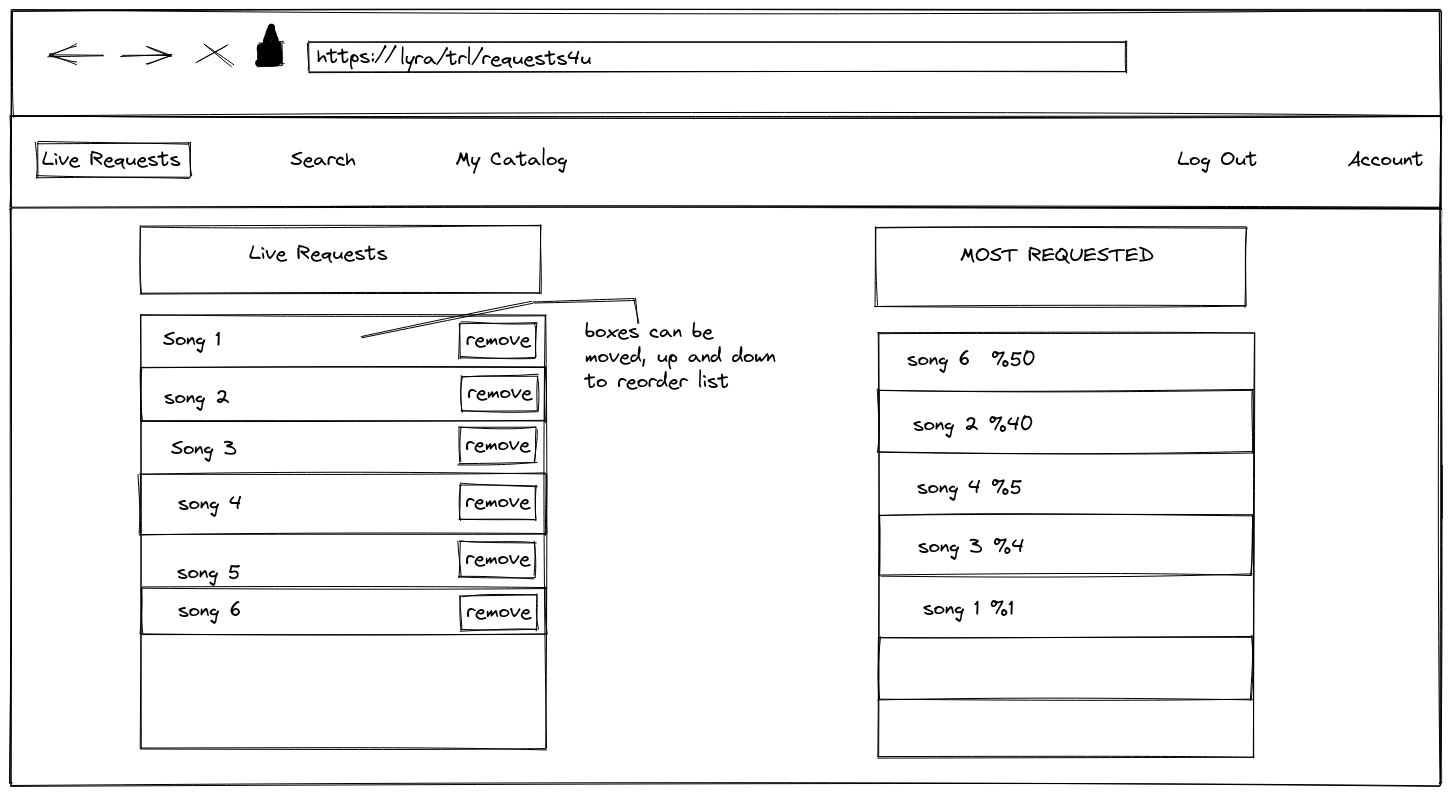 https://lyra/trl/requests4u
Live Requests
Search
My Catalog
Log Out
Account
Live Requests
Song 1
remove
song 2
remove
Song 3
remove
song 4
remove
song 5
remove
song 6
remove
boxes can be
moved, up and down
to reorder list
MOST REQUESTED
song 6 %50
song 2 %40
song 4 %5
song 3 %4
song 1 %1